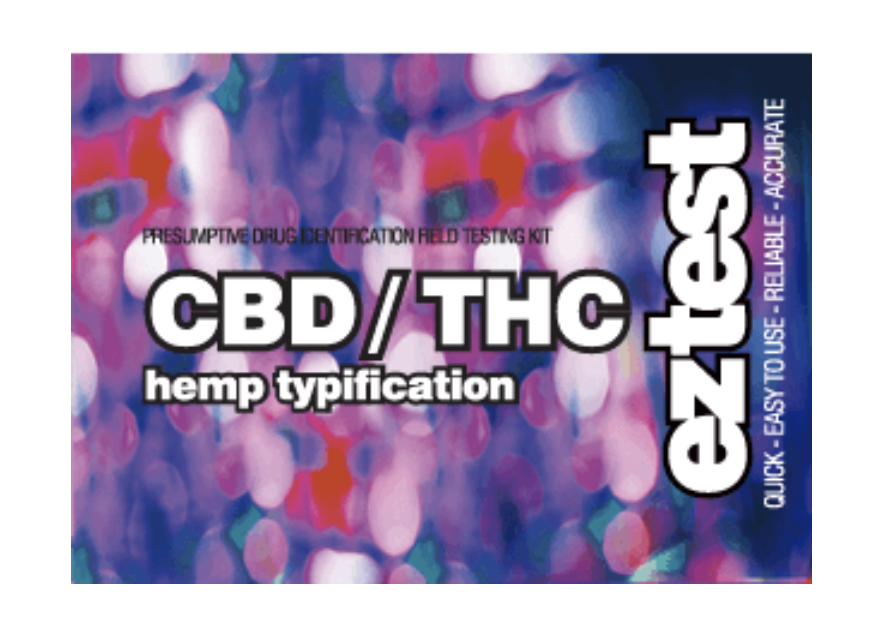 PRESUMPTIVE DRUG IDENTIFICATION FIELD TESTING KIT
CBD / THC
hemp typification
eztest
QUICK - EASY TO USE - RELIABLE - ACCURATE